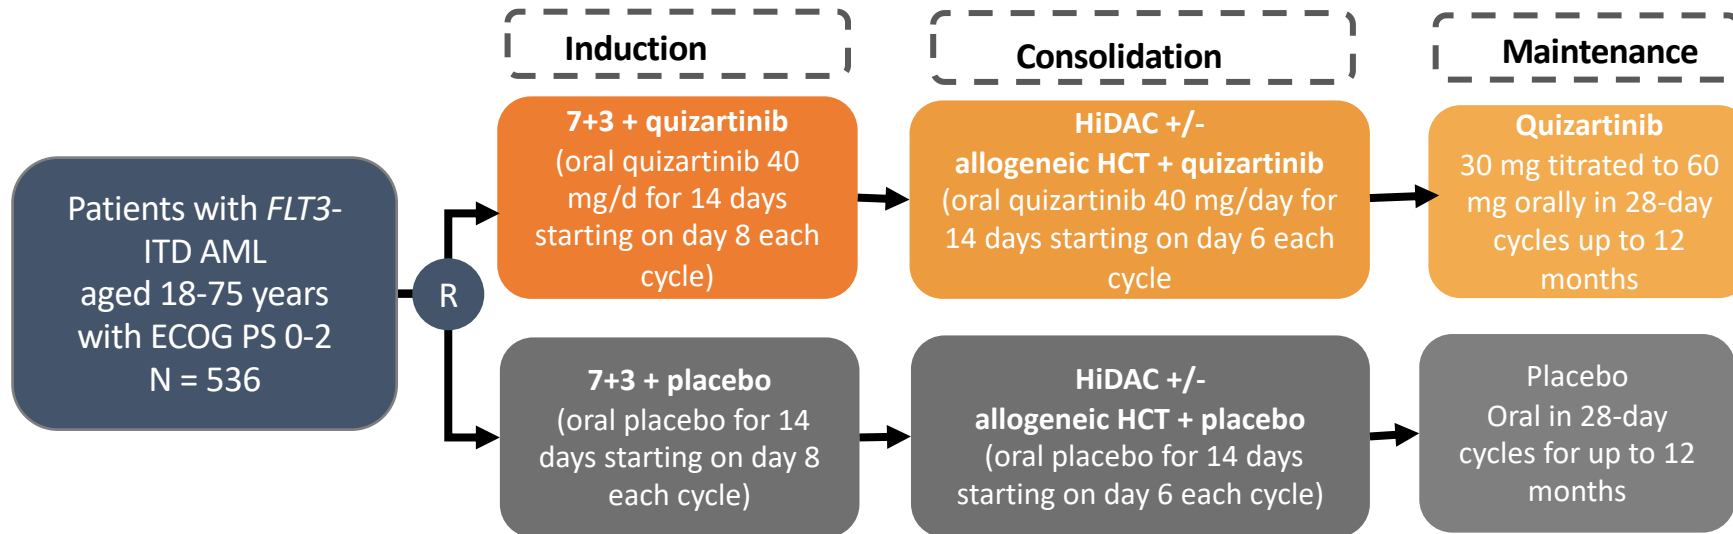 Induction
Consolidation
Maintenance
Patients with FLT3-
ITD AML
aged 18-75 years
with ECOG PS 0-2
N = 536
R
7+3 + quizartinib
(oral quizartinib 40
mg/d for 14 days
starting on day 8 each
cycle)
HiDAC +/-
allogeneic HCT + quizartinib
(oral quizartinib 40 mg/day for
14 days starting on day 6 each
cycle
Quizartinib
30 mg titrated to 60
mg orally in 28-day
cycles up to 12
months
7+3 + placebo
(oral placebo for 14
days starting on day 8
each cycle)
HiDAC +/-
allogeneic HCT + placebo
(oral placebo for 14 days
starting on day 6 each cycle)
Placebo
Oral in 28-day
cycles for up to 12
months